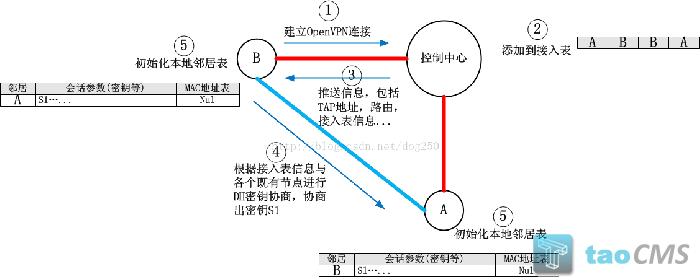 ①
建立OpenVPN连接
②
添加到接入表
A B B A
⑤
初始化本地邻居表
B
控制中心
③
推送信息，包括
TAP地址，路由，
接入表信息...
邻居 会话参数(密钥等) MAC地址表
A S1—... Nul
http://blog.csdn.net/dog250
④
根据接入表信息与
各个既有节点进行
DH密钥协商，协商
出密钥S1
A
⑤
初始化本地邻居表
邻居 会话参数(密钥等) MAC地址表
B S1—... Nul
taoCMS